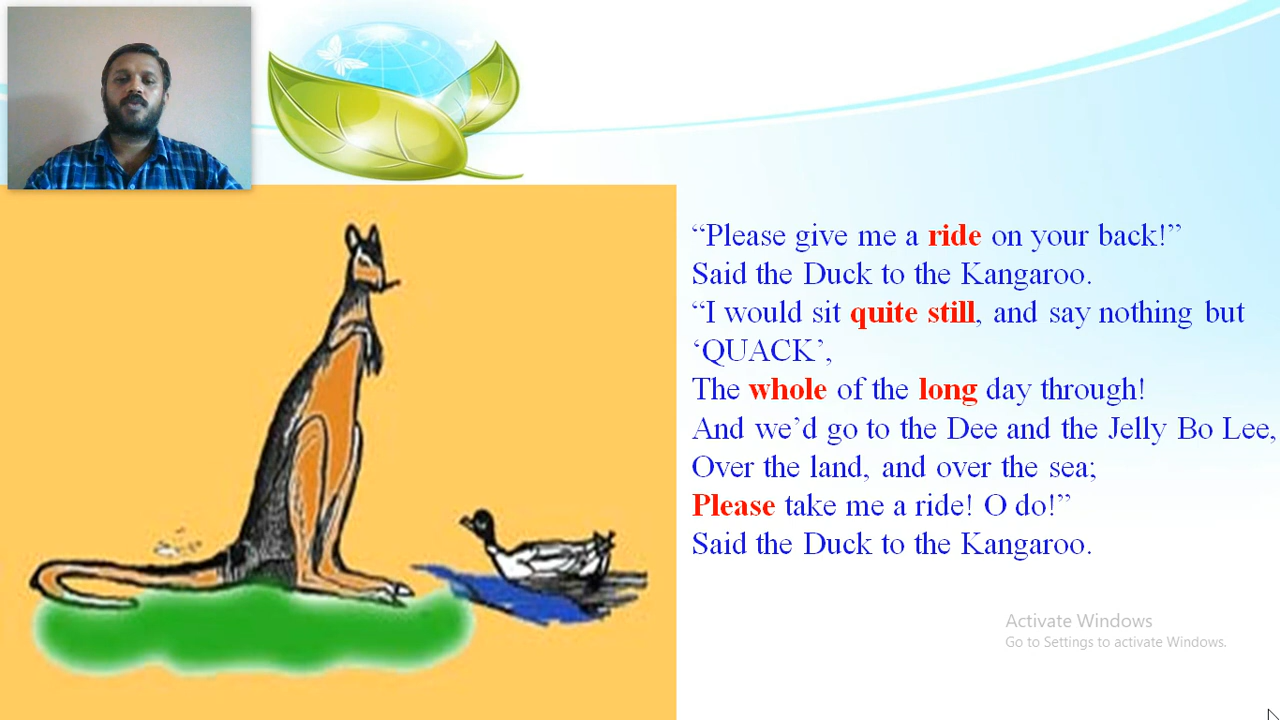 “Please give me a ride on your back!”
Said the Duck to the Kangaroo.
“I would sit quite still, and say nothing but
‘QUACK’,
The whole of the long day through!
And we’d go to the Dee and the Jelly Bo Lee,
Over the land, and over the sea;
Please take me a ride! O do!”
Said the Duck to the Kangaroo.
Activate Windows
Go to Settings to activate Windows.